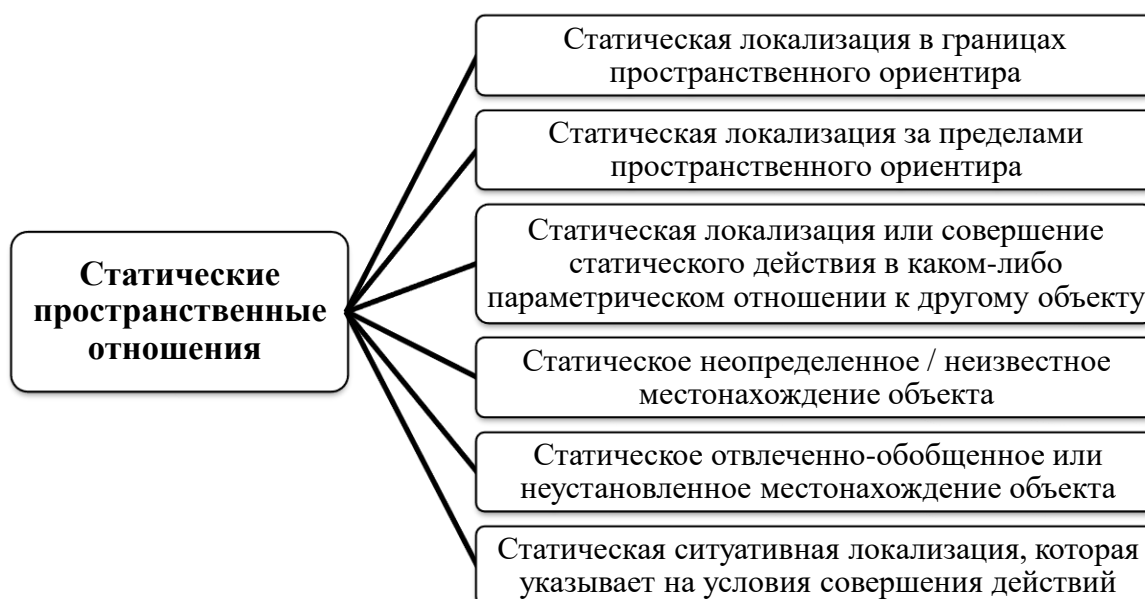 Статические
пространственные
отношения
Статическая локализация в границах
пространственного ориентира
Статическая локализация за пределами
пространственного ориентира
Статическая локализация или совершение
статического действия в каком-либо
параметрическом отношении к другому объекту
Статическое неопределенное / неизвестное
местонахождение объекта
Статическое отвлеченно-обобщенное или
неустановленное местонахождение объекта
Статическая ситуативная локализация, которая
указывает на условия совершения действий